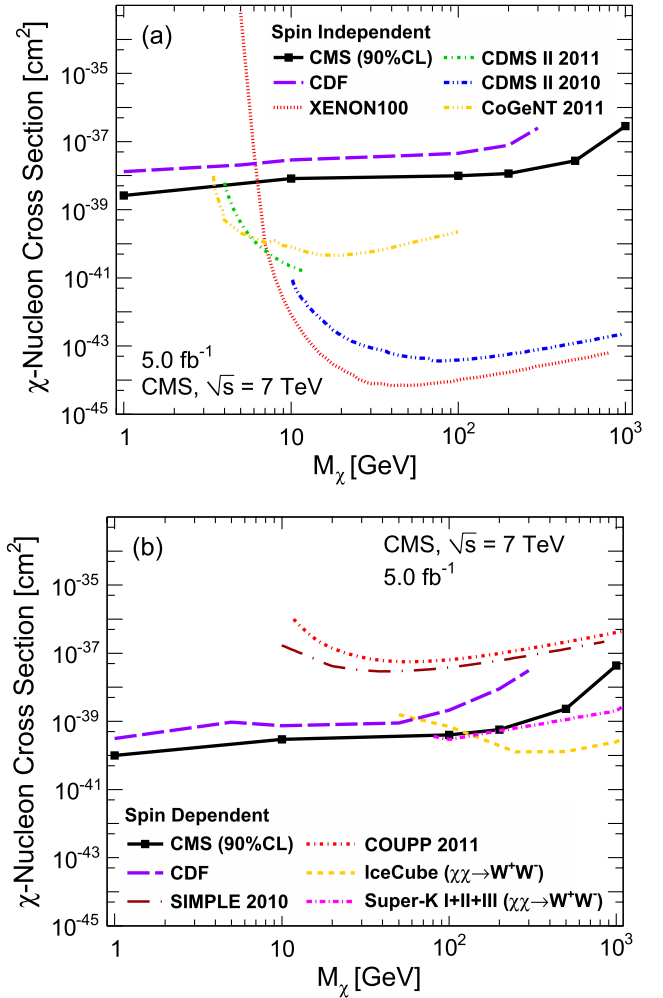 (a)
Spin Independent
CMS (90%CL)
CDF
XENON100
CDMS II 2011
CDMS II 2010
CoGeNT 2011
χ-Nucleon Cross Section [cm²]
10⁻³⁵
10⁻³⁷
10⁻³⁹
10⁻⁴¹
10⁻⁴³
10⁻⁴⁵
5.0 fb⁻¹
CMS, √s = 7 TeV
1 10 10² 10³
Mχ [GeV]
(b)
CMS, √s = 7 TeV
5.0 fb⁻¹
χ-Nucleon Cross Section [cm²]
10⁻³⁵
10⁻³⁷
10⁻³⁹
10⁻⁴¹
10⁻⁴³
10⁻⁴⁵
Spin Dependent
CMS (90%CL)
CDF
SIMPLE 2010
COUPP 2011
IceCube (χχ→W⁺W⁻)
Super-K I+II+III (χχ→W⁺W⁻)
1 10 10² 10³
Mχ [GeV]